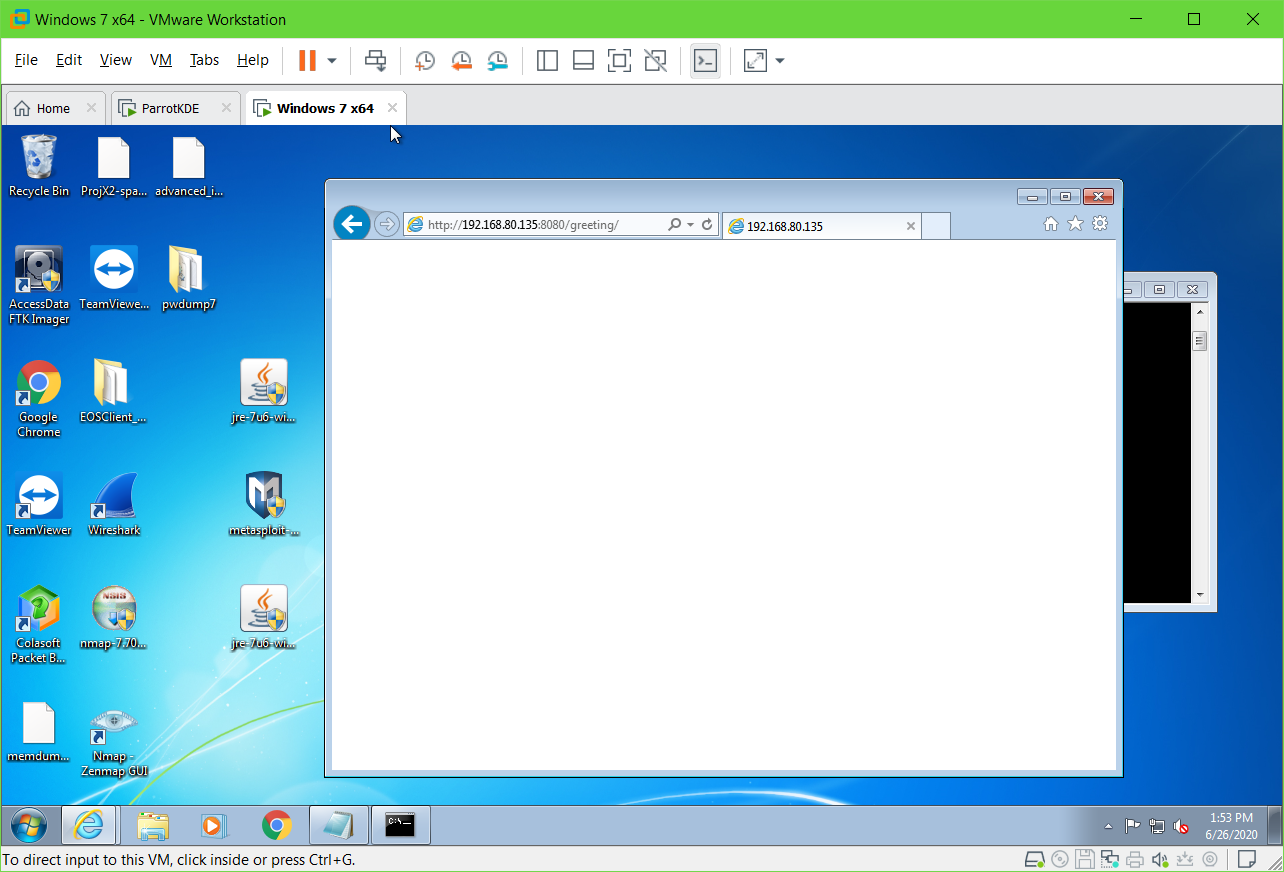 Windows 7 x64 - VMware Workstation
File Edit View VM Tabs Help
Home ParrotKDE Windows 7 x64
Recycle Bin ProjX2-spa... advanced_i...
http://192.168.80.135:8080/greeting/ 192.168.80.135
AccessData
FTK Imager
TeamViewe... pwdump7
Google
Chrome
EOSClient_... jre-7u6-wi...
TeamViewer Wireshark metasploit-...
NSIS
Colasoft
Packet B...
nmap-7.70... jre-7u6-wi...
memdum... Nmap -
Zenmap GUI
C:\_
1:53 PM
6/26/2020
To direct input to this VM, click inside or press Ctrl+G.